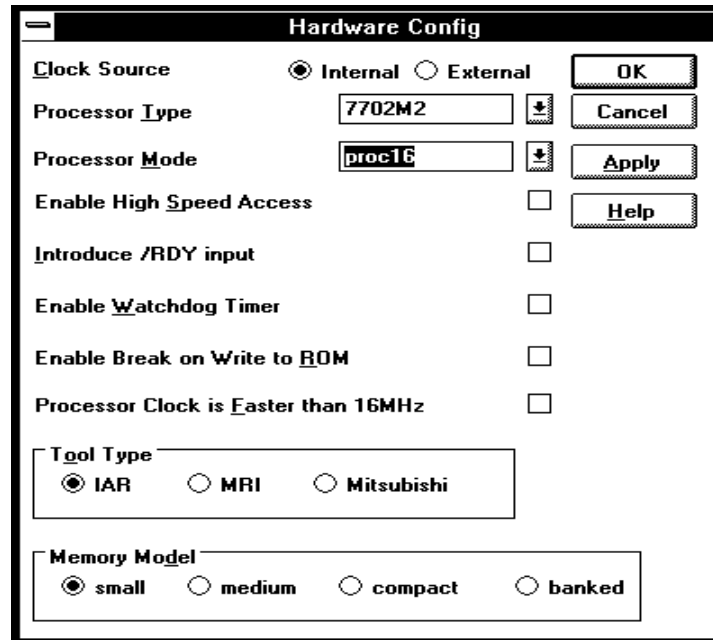 Hardware Config
Clock Source Internal External OK
Processor Type 7702M2 Cancel
Processor Mode proc16 Apply
Enable High Speed Access Help
Introduce /RDY input
Enable Watchdog Timer
Enable Break on Write to ROM
Processor Clock is Faster than 16MHz
Tool Type
IAR MRI Mitsubishi
Memory Model
small medium compact banked